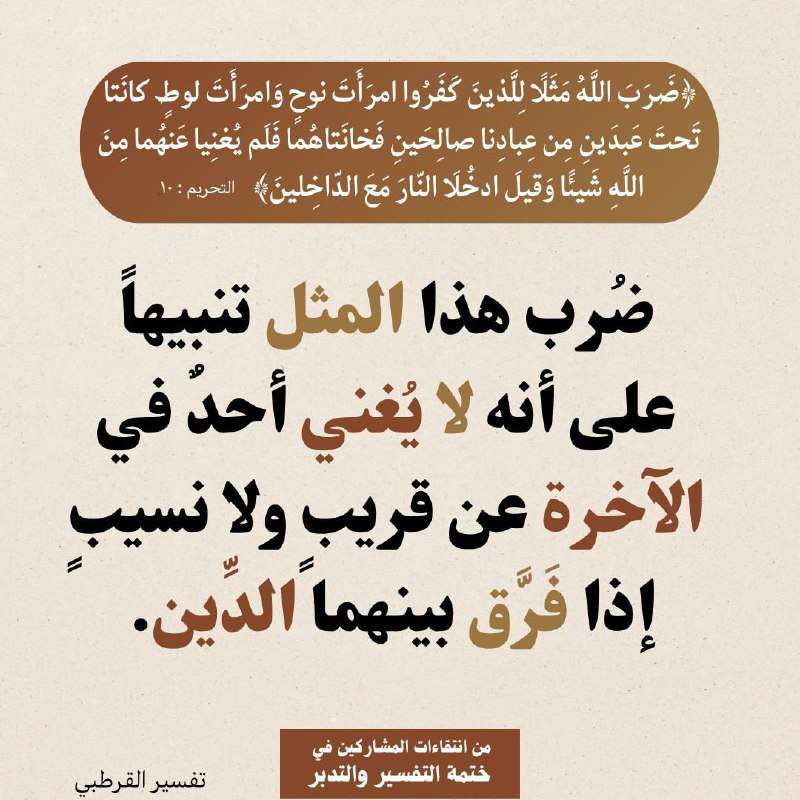 ﴿ضَرَبَ اللَّهُ مَثَلًا لِلَّذينَ كَفَرُوا امرَأَتَ نوحٍ وَامرَأَتَ لوطٍ كانَتا
تَحتَ عَبدَينِ مِن عِبادِنا صالِحَينِ فَخانَتاهُما فَلَم يُغنِيا عَنهُما مِنَ
اللَّهِ شَيئًا وَقيلَ ادخُلَا النّارَ مَعَ الدّاخِلينَ﴾ التحريم : ١٠
ضُرب هذا المثل تنبيهاً
على أنه لا يُغني أحدٌ في
الآخرة عن قريب ولا نسيبٍ
إذا فَرَّق بينهماً الدِّين.
من انتقاءات المشاركين في
ختمة التفسير والتدبر
تفسير القرطبي